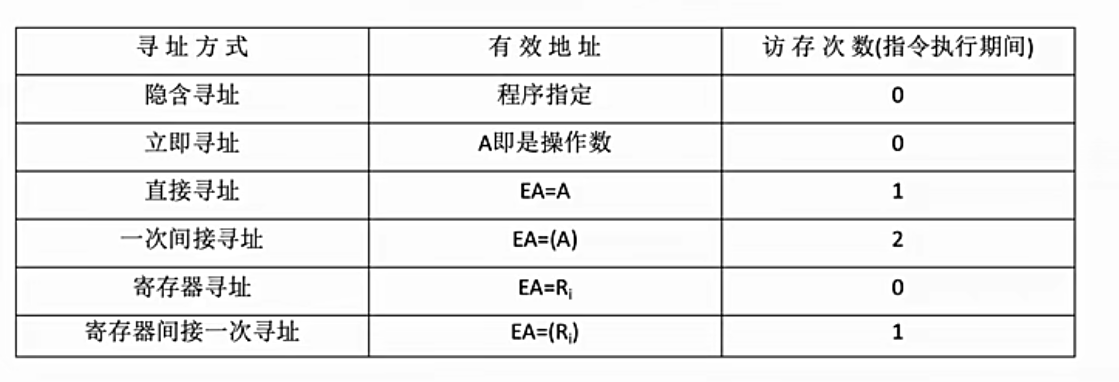 寻址方式 有效地址 访存次数(指令执行期间)
隐含寻址 程序指定 0
立即寻址 A即是操作数 0
直接寻址 EA=A 1
一次间接寻址 EA=(A) 2
寄存器寻址 EA=Rᵢ 0
寄存器间接一次寻址 EA=(Rᵢ) 1